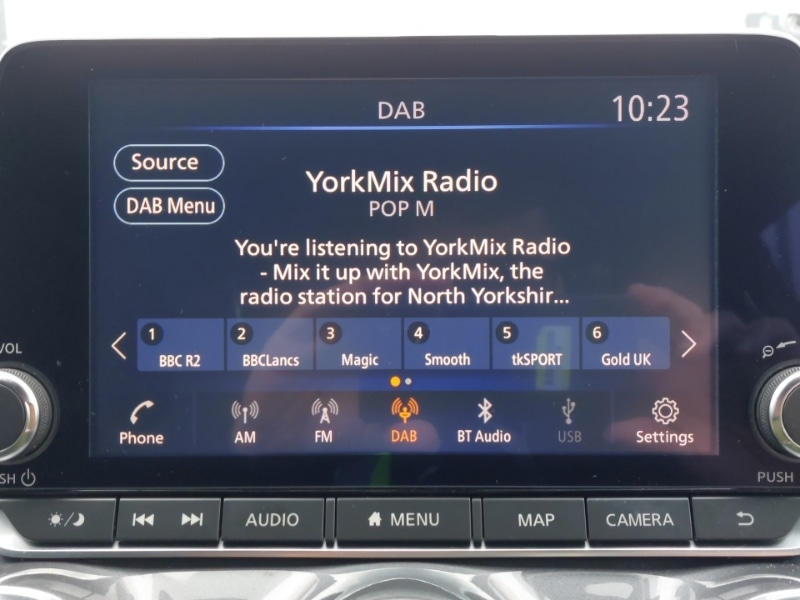 DAB
10:23
Source
DAB Menu
YorkMix Radio
POP M
You're listening to YorkMix Radio
- Mix it up with YorkMix, the
radio station for North Yorkshir...
1 2 3 4 5 6
BBC R2 BBCLancs Magic Smooth tkSPORT Gold UK
Phone AM FM DAB BT Audio USB Settings
VOL
SH
PUSH
AUDIO MENU MAP CAMERA